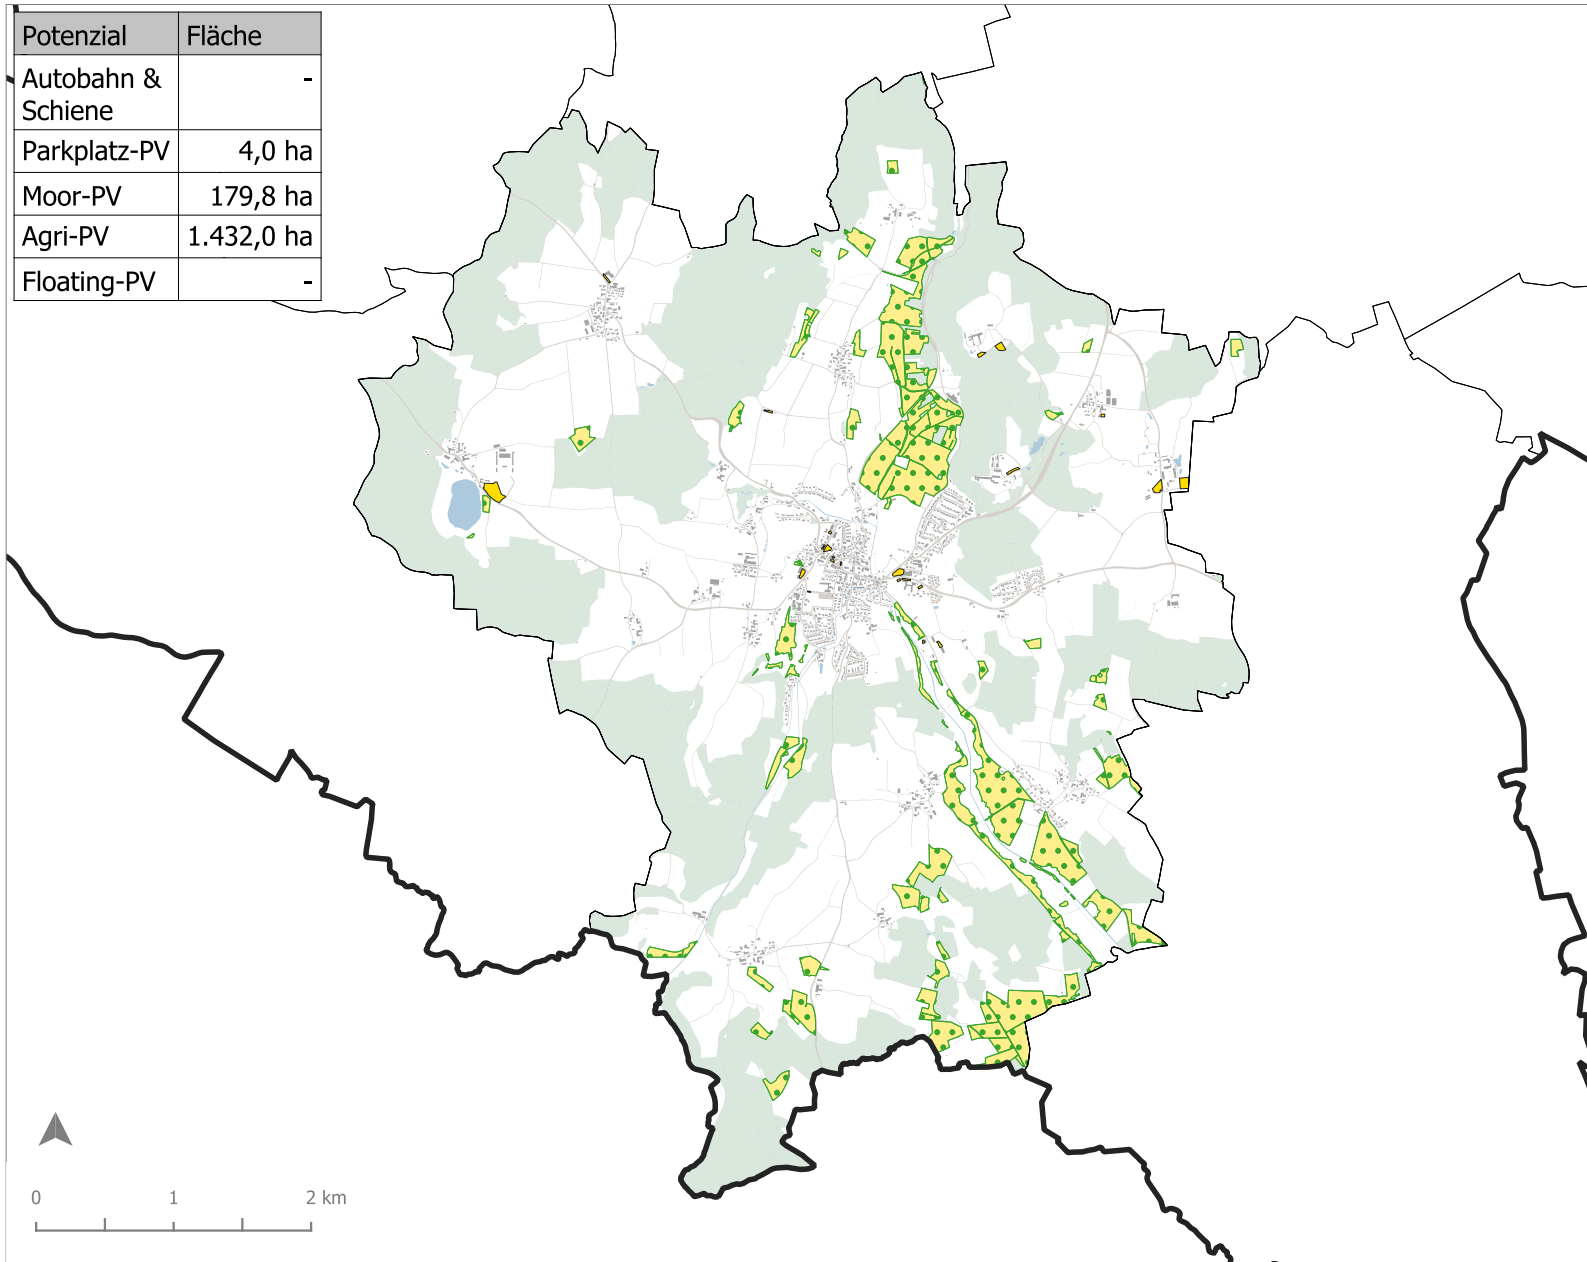 Potenzial Fläche
Autobahn & -
Schiene
Parkplatz-PV 4,0 ha
Moor-PV 179,8 ha
Agri-PV 1.432,0 ha
Floating-PV -
0 1 2 km